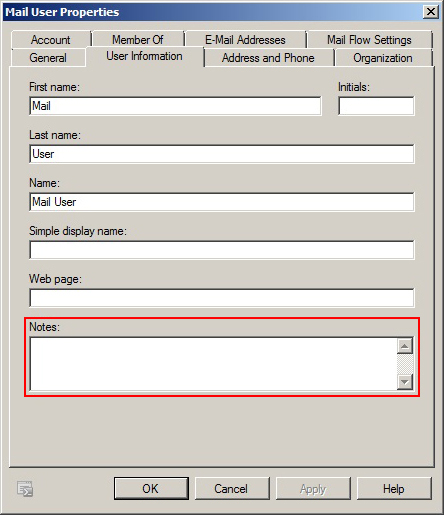 Mail User Properties
Account Member Of E-Mail Addresses Mail Flow Settings
General User Information Address and Phone Organization
First name: Initials:
Mail
Last name:
User
Name:
Mail User
Simple display name:
Web page:
Notes:
OK Cancel Apply Help